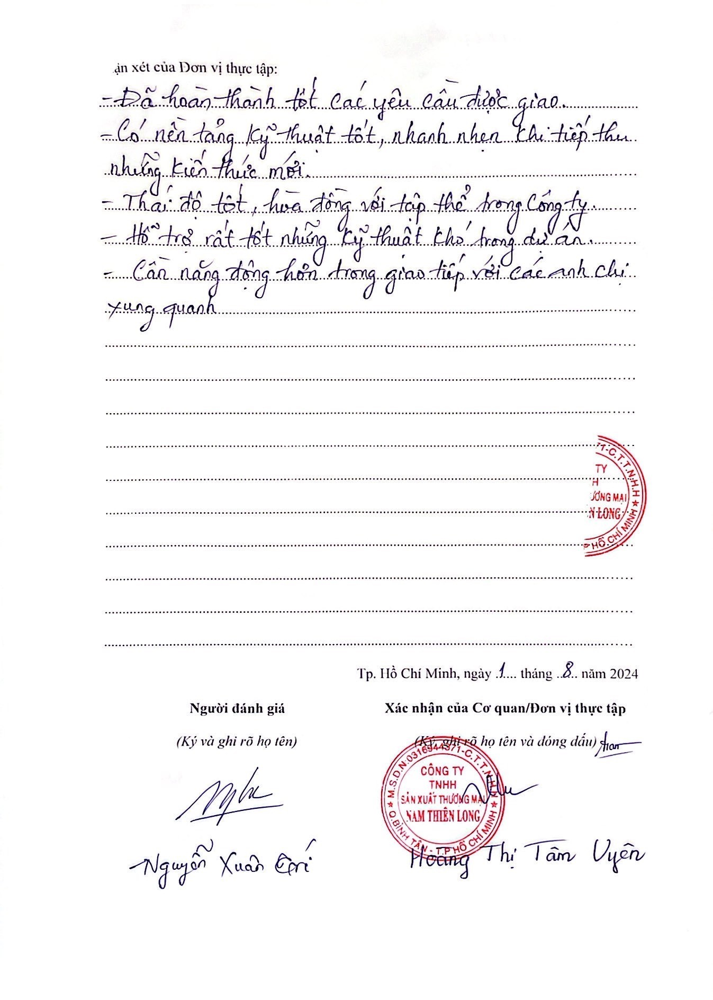 ận xét của Đơn vị thực tập:
- Đã hoàn thành tốt các yêu cầu được giao.
- Có nền tảng kỹ thuật tốt, nhanh nhẹn khi tiếp thu
những kiến thức mới.
- Thái độ tốt, hòa đồng với tập thể trong Công ty.
- Hỗ trợ rất tốt những kỹ thuật khó trong dự án.
- Cần năng động hơn trong giao tiếp với các anh chị
xung quanh
71-C.T.T.N.H.H
TY
H
ƯƠNG MẠI
N LONG
P HỒ CHÍ MINH
Tp. Hồ Chí Minh, ngày 1 tháng 8 năm 2024
Người đánh giá
Xác nhận của Cơ quan/Đơn vị thực tập
(Ký và ghi rõ họ tên)
(Ký, ghi rõ họ tên và đóng dấu)
M.S.D.N:0316944371-C.T.T.N.H.H
CÔNG TY
TNHH
SẢN XUẤT THƯƠNG MẠI
NAM THIÊN LONG
Q.BÌNH TÂN - T.P HỒ CHÍ MINH
Nguyễn Xuân
Hoàng Thị Tâm Uyên